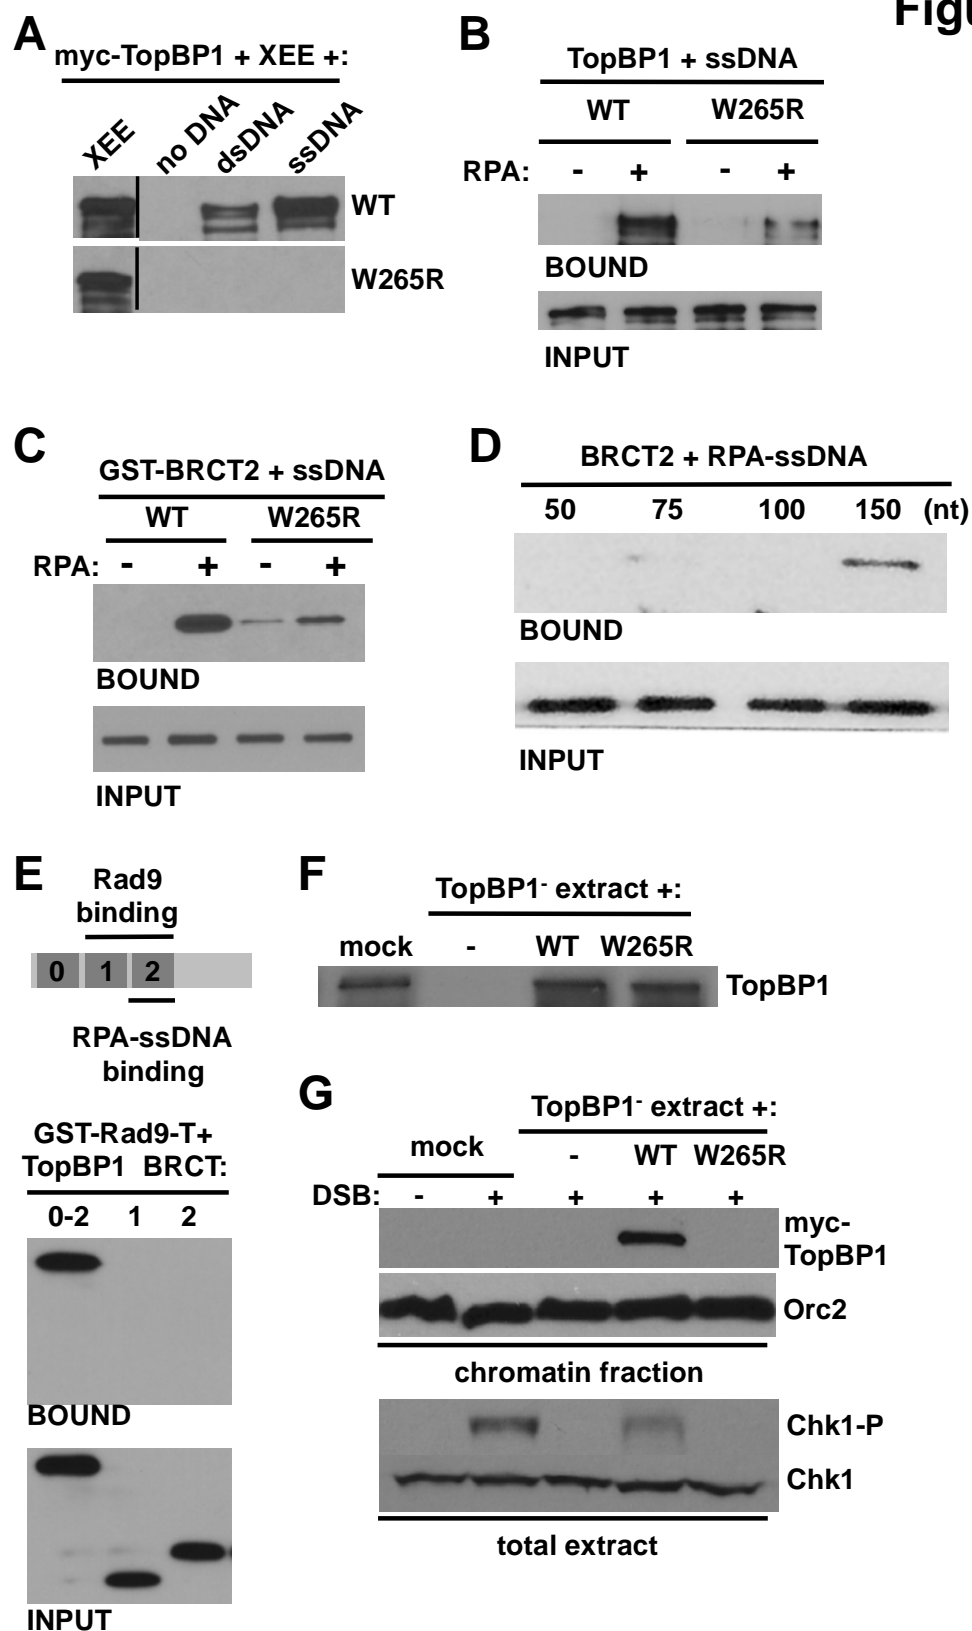 Figu
A
myc-TopBP1 + XEE +:
XEE
no DNA
dsDNA
ssDNA
WT
W265R
B
TopBP1 + ssDNA
WT W265R
RPA: - + - +
BOUND
INPUT
C
GST-BRCT2 + ssDNA
WT W265R
RPA: - + - +
BOUND
INPUT
D
BRCT2 + RPA-ssDNA
50 75 100 150 (nt)
BOUND
INPUT
E
Rad9
binding
0 1 2
RPA-ssDNA
binding
GST-Rad9-T+
TopBP1 BRCT:
0-2 1 2
BOUND
INPUT
F
TopBP1⁻ extract +:
mock - WT W265R
TopBP1
G
TopBP1⁻ extract +:
mock - WT W265R
DSB: - + + + +
myc-
TopBP1
Orc2
chromatin fraction
Chk1-P
Chk1
total extract